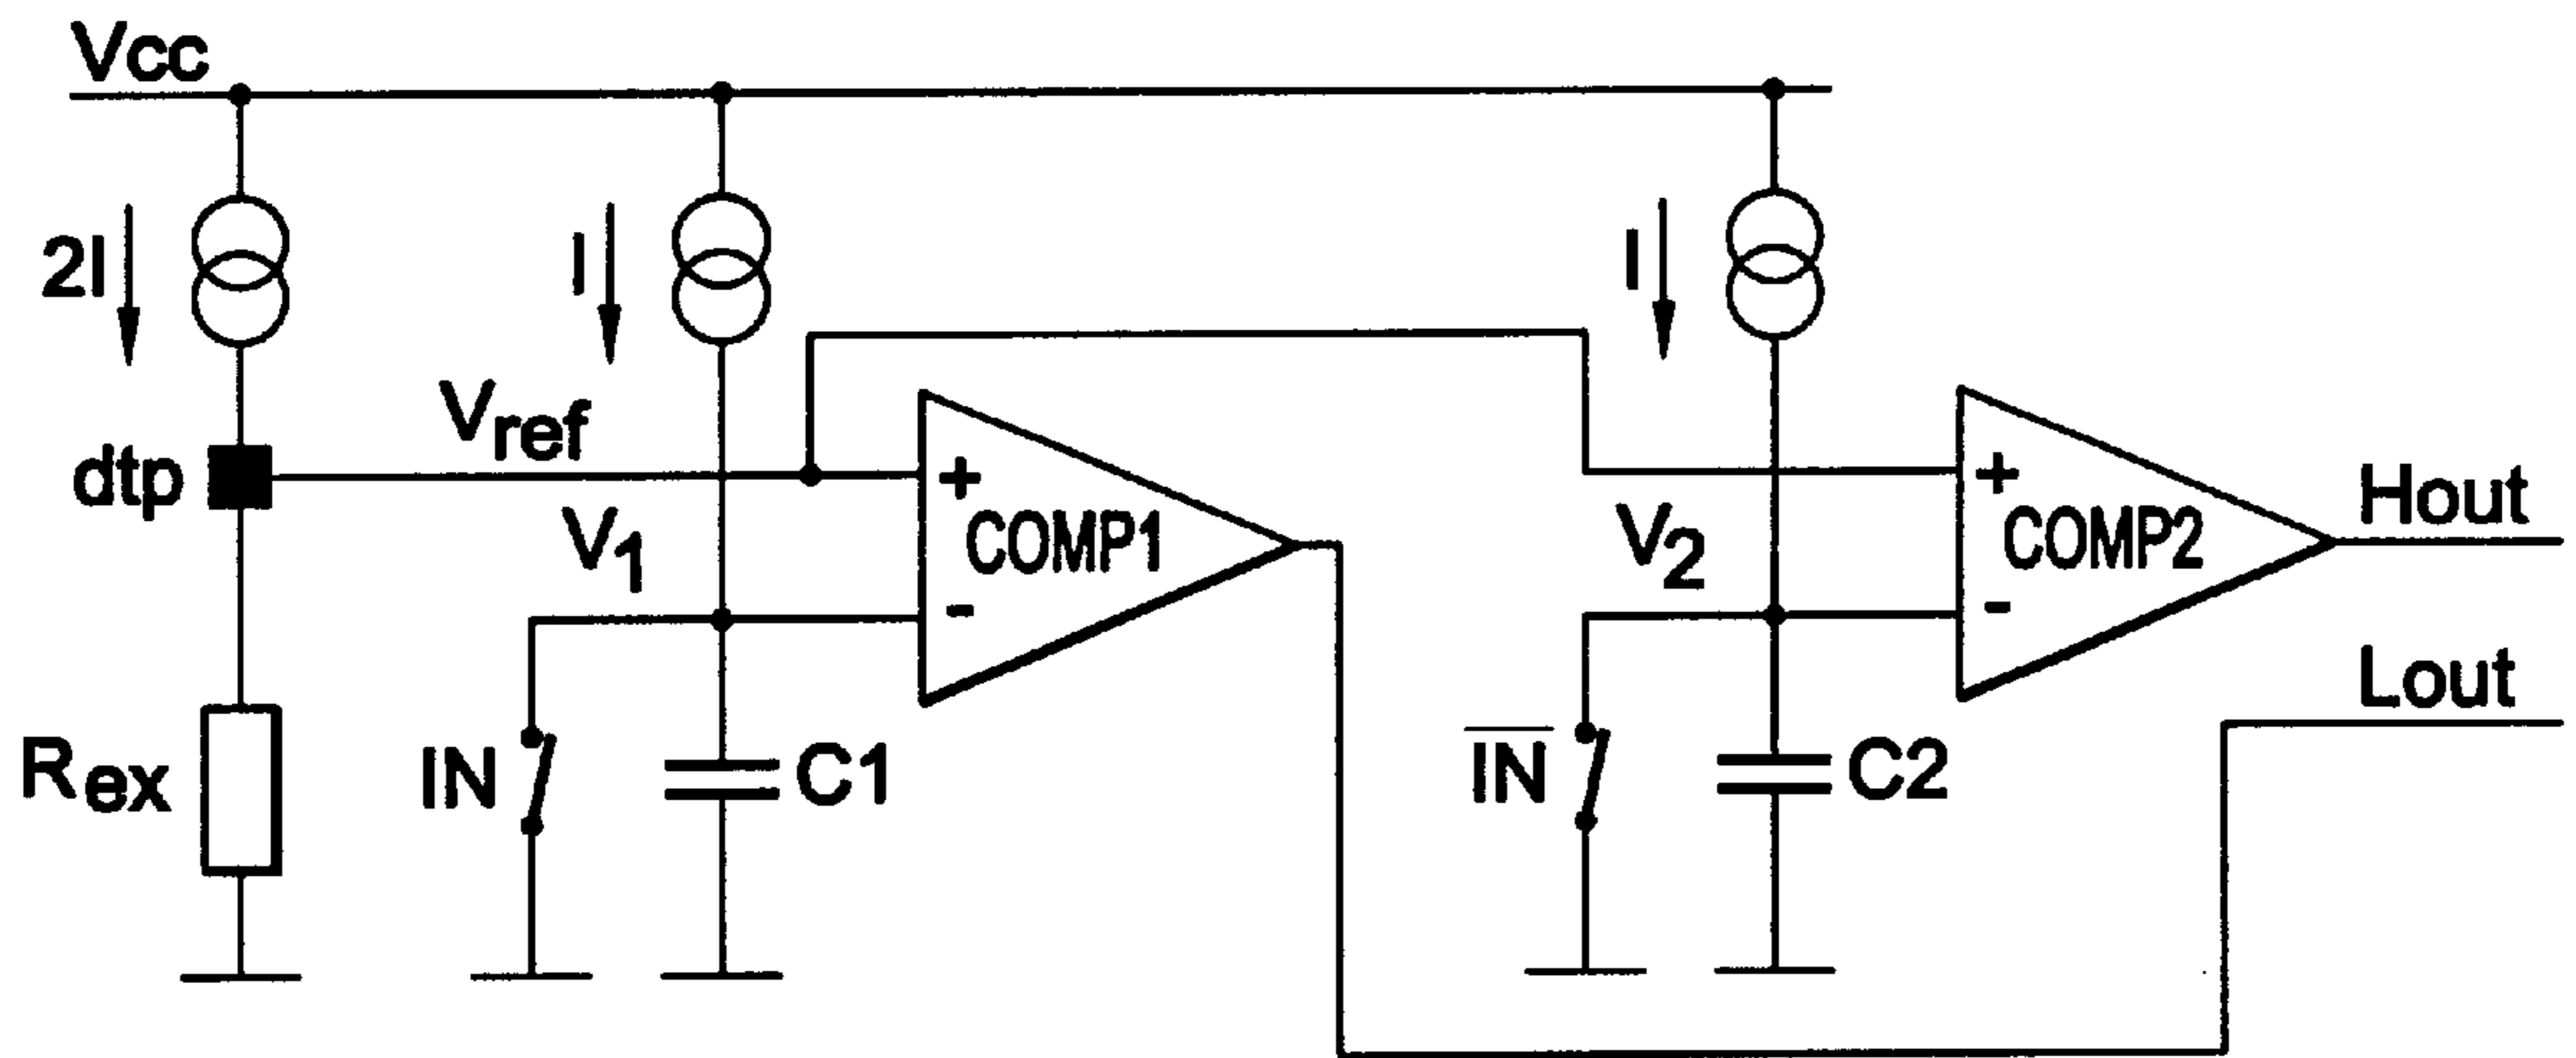 Vcc
2I
I
I
Vref
dtp
V1
+
COMP1
-
V2
+
COMP2
-
Hout
Lout
Rex
IN
C1
IN
C2